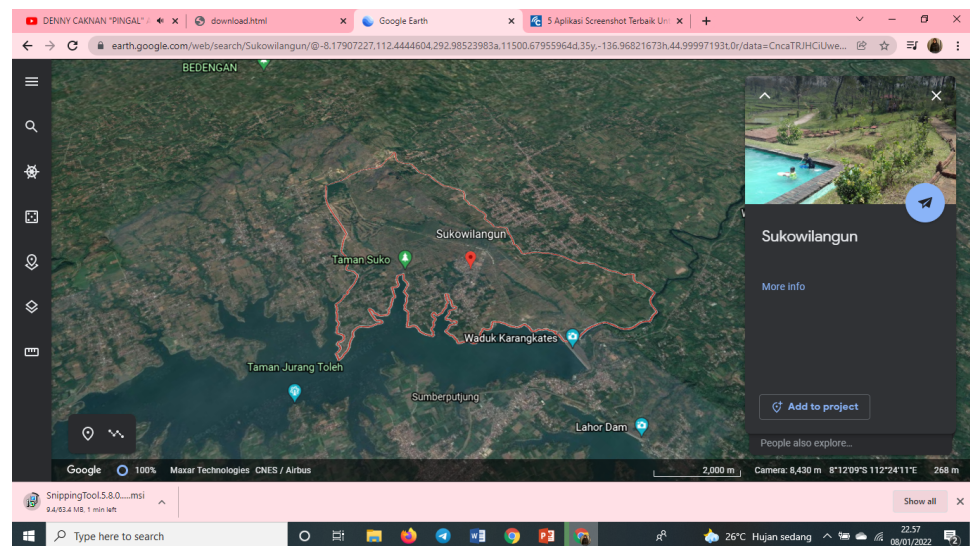 DENNY CAKNAN "PINGAL"
download.html
Google Earth
5 Aplikasi Screenshot Terbaik Unt
earth.google.com/web/search/Sukowilangun/@-8.17907227,112.4444604,292.98523983a,11500.67955964d,35y,-136.96821673h,44.99997193t,0r/data=CncaTRJHCiUwe...
BEDENGAN
Sukowilangun
Taman Suko
Waduk Karangkates
Taman Jurang Toleh
Sumberputjung
Lahor Dam
Sukowilangun
More info
Add to project
People also explore...
Google 100% Maxar Technologies CNES / Airbus 2,000 m Camera: 8,430 m 8°12'09"S 112°24'11"E 268 m
SnippingTool.5.8.0.....msi
9.4/63.4 MB, 1 min left
Show all
Type here to search
26°C Hujan sedang
22.57
08/01/2022